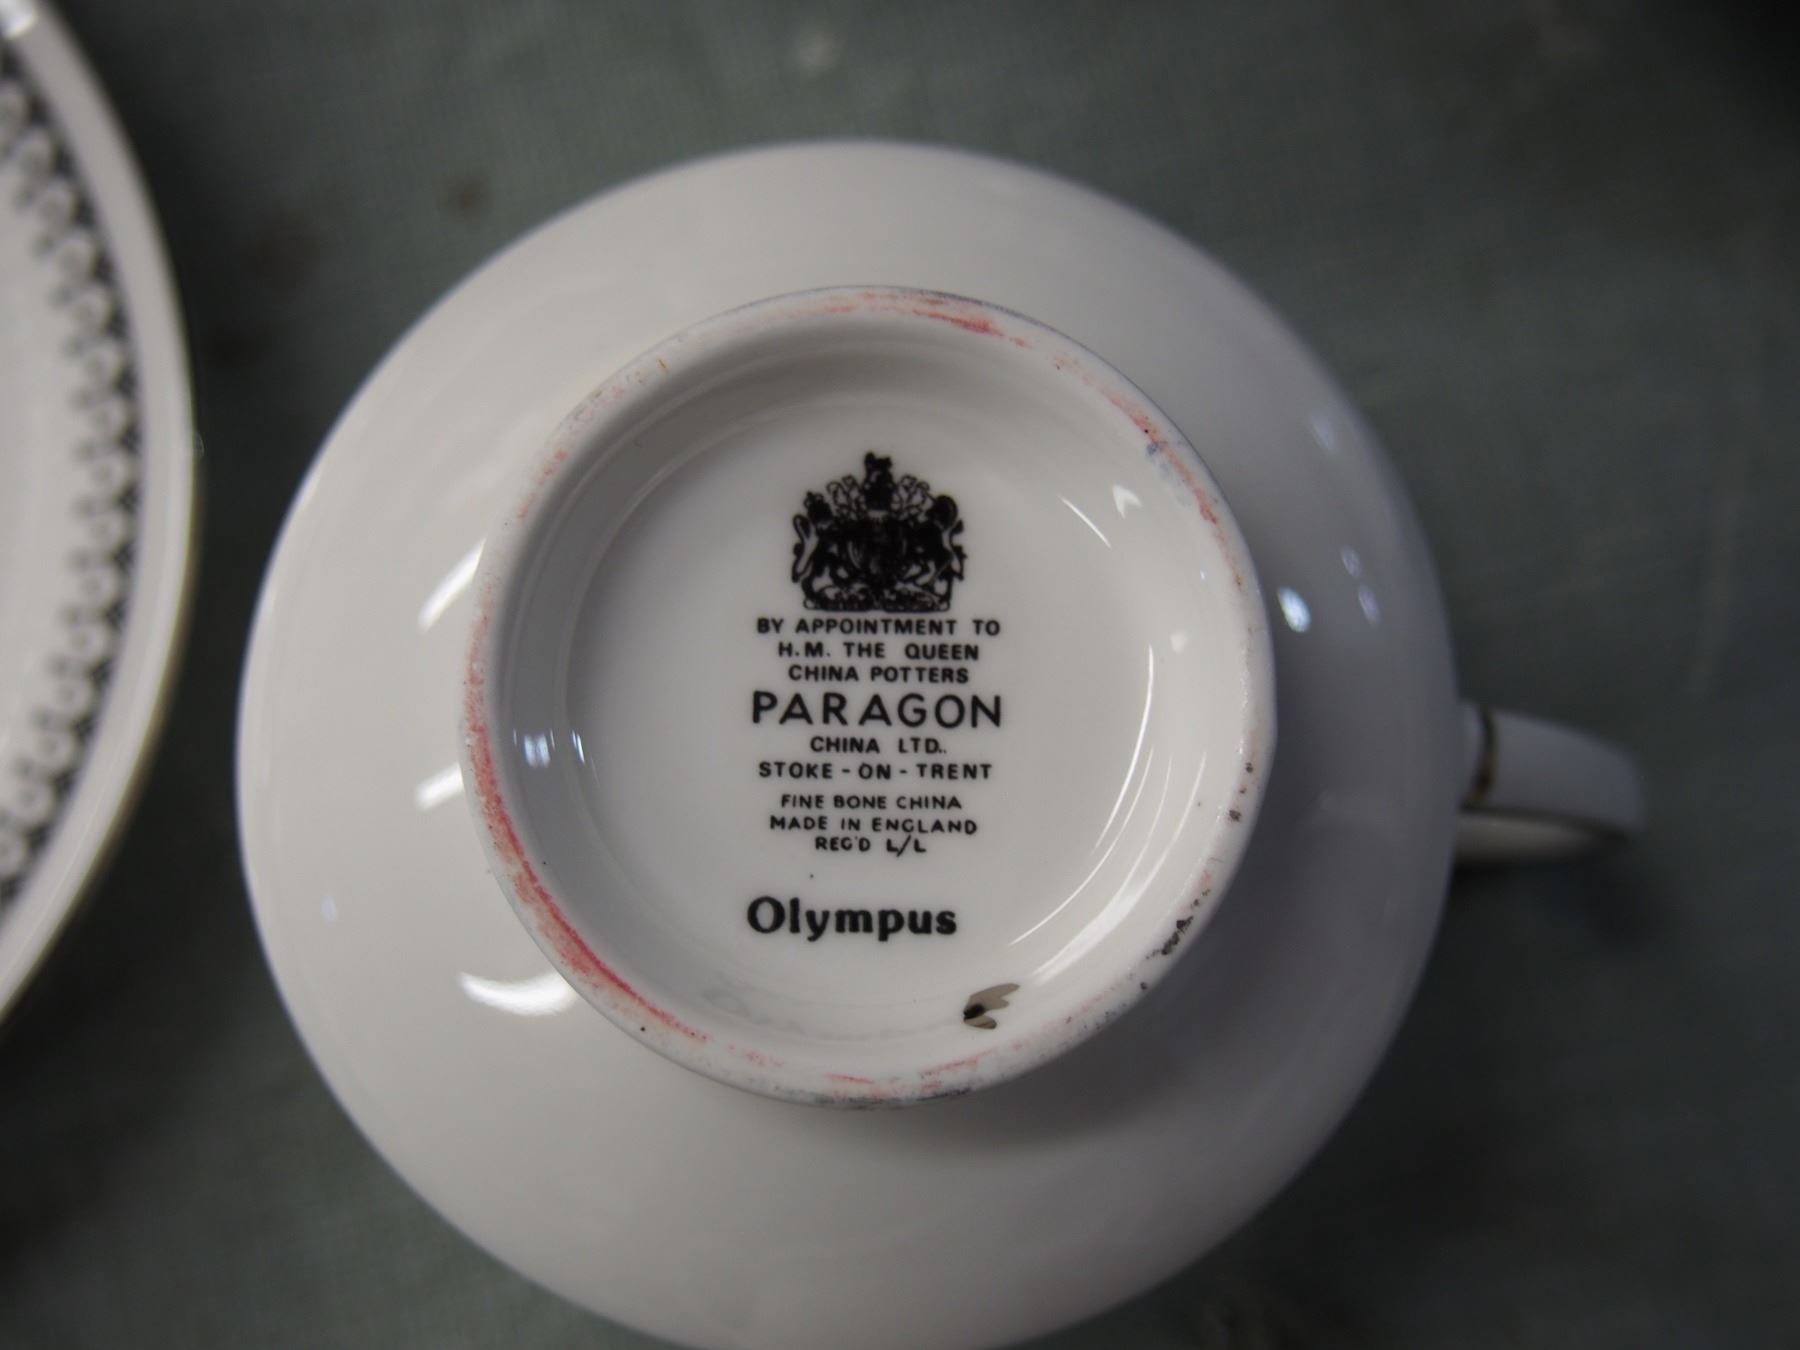 BY APPOINTMENT TO
H.M. THE QUEEN
CHINA POTTERS
PARAGON
CHINA LTD.
STOKE-ON-TRENT
FINE BONE CHINA
MADE IN ENGLAND
REG'D L/L
Olympus